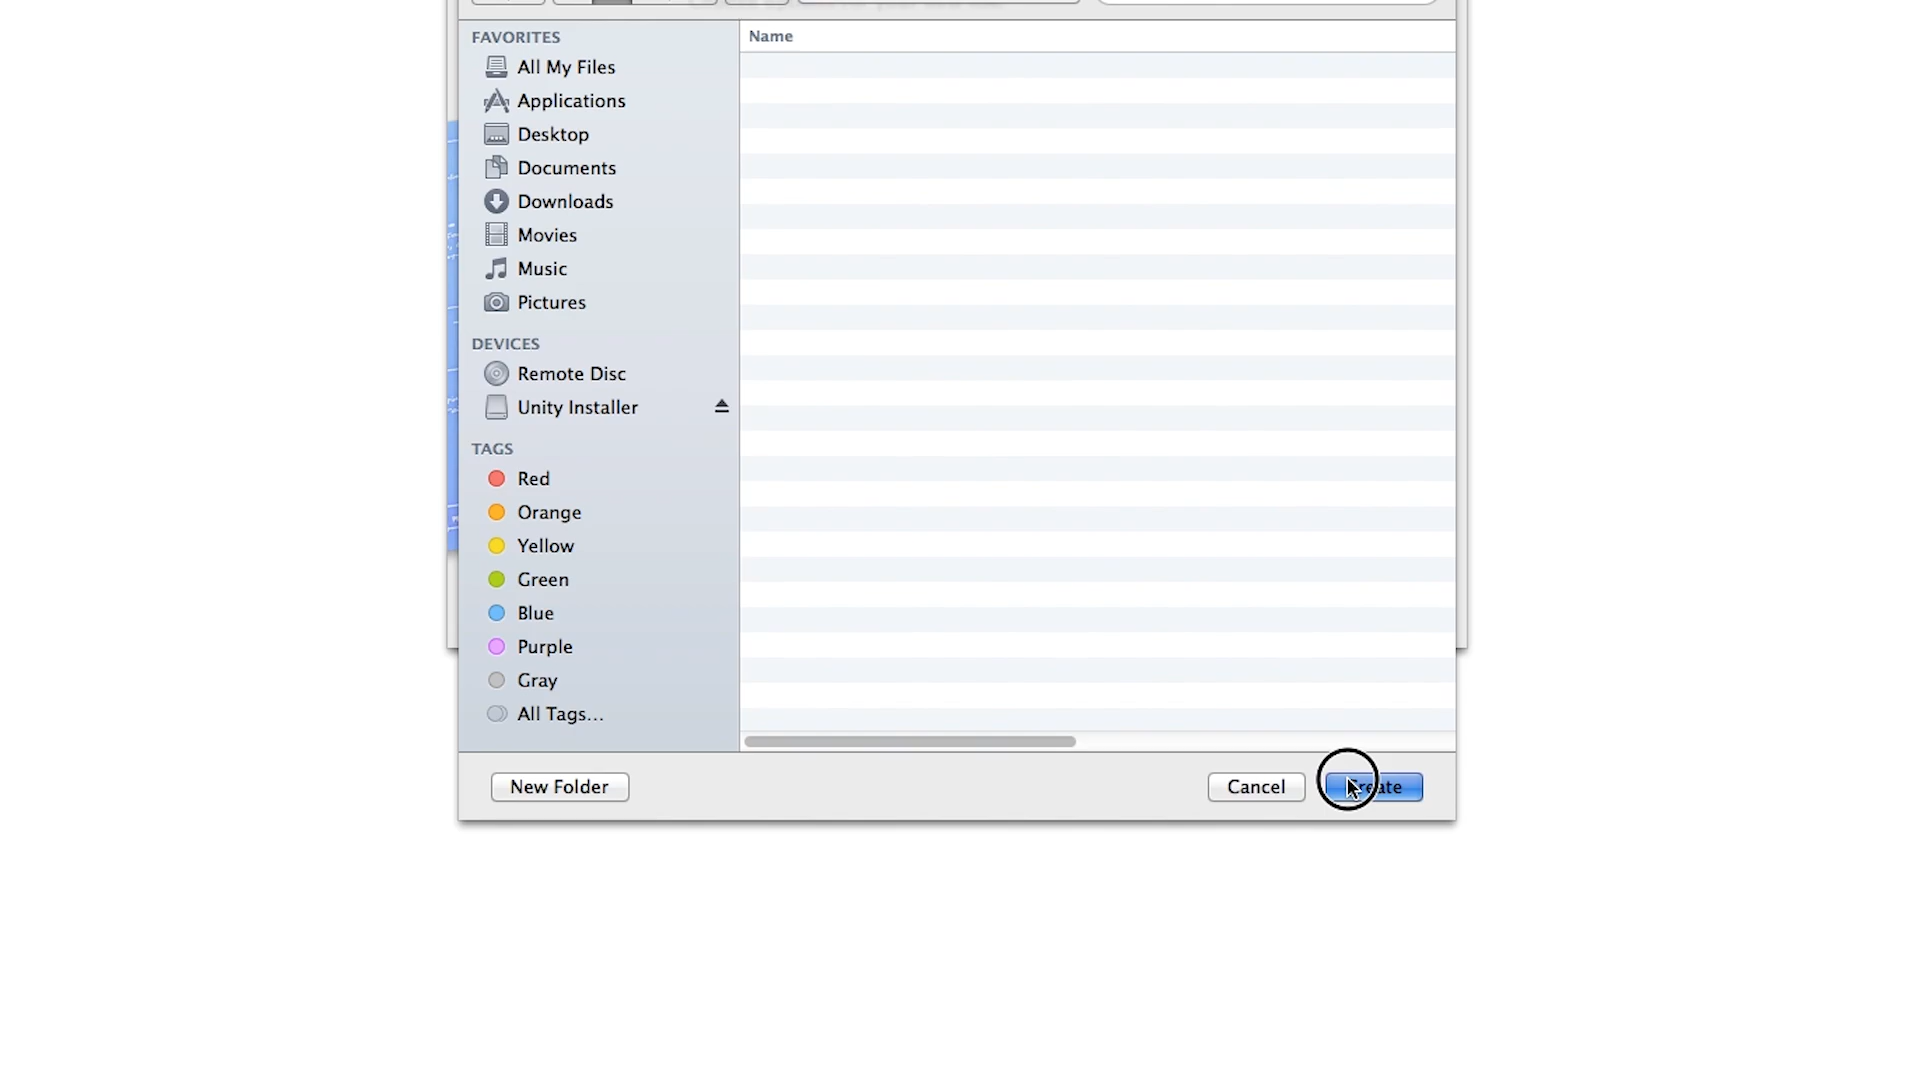 FAVORITES
Name
All My Files
Applications
Desktop
Documents
Downloads
Movies
Music
Pictures
DEVICES
Remote Disc
Unity Installer
TAGS
Red
Orange
Yellow
Green
Blue
Purple
Gray
All Tags...
New Folder
Cancel
Create